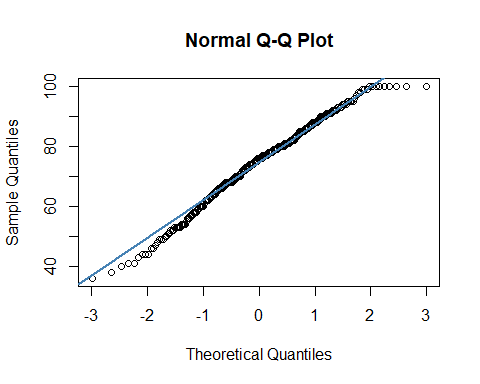 Normal Q-Q Plot
Sample Quantiles
100
80
60
40
-3 -2 -1 0 1 2 3
Theoretical Quantiles